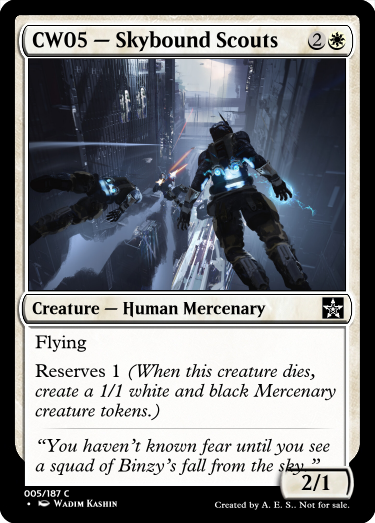 CW05 — Skybound Scouts 2
Creature — Human Mercenary
Flying
Reserves 1 (When this creature dies,
create a 1/1 white and black Mercenary
creature tokens.)
“You haven’t known fear until you see
a squad of Binzy’s fall from the sky.”
2/1
005/187 C
• Wadim Kashin
Created by A. E. S.. Not for sale.